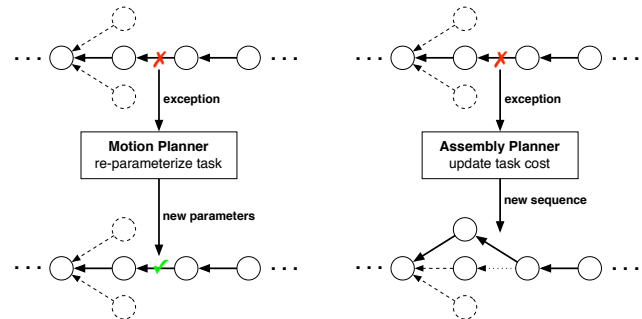 exception
Motion Planner
re-parameterize task
new parameters
exception
Assembly Planner
update task cost
new sequence